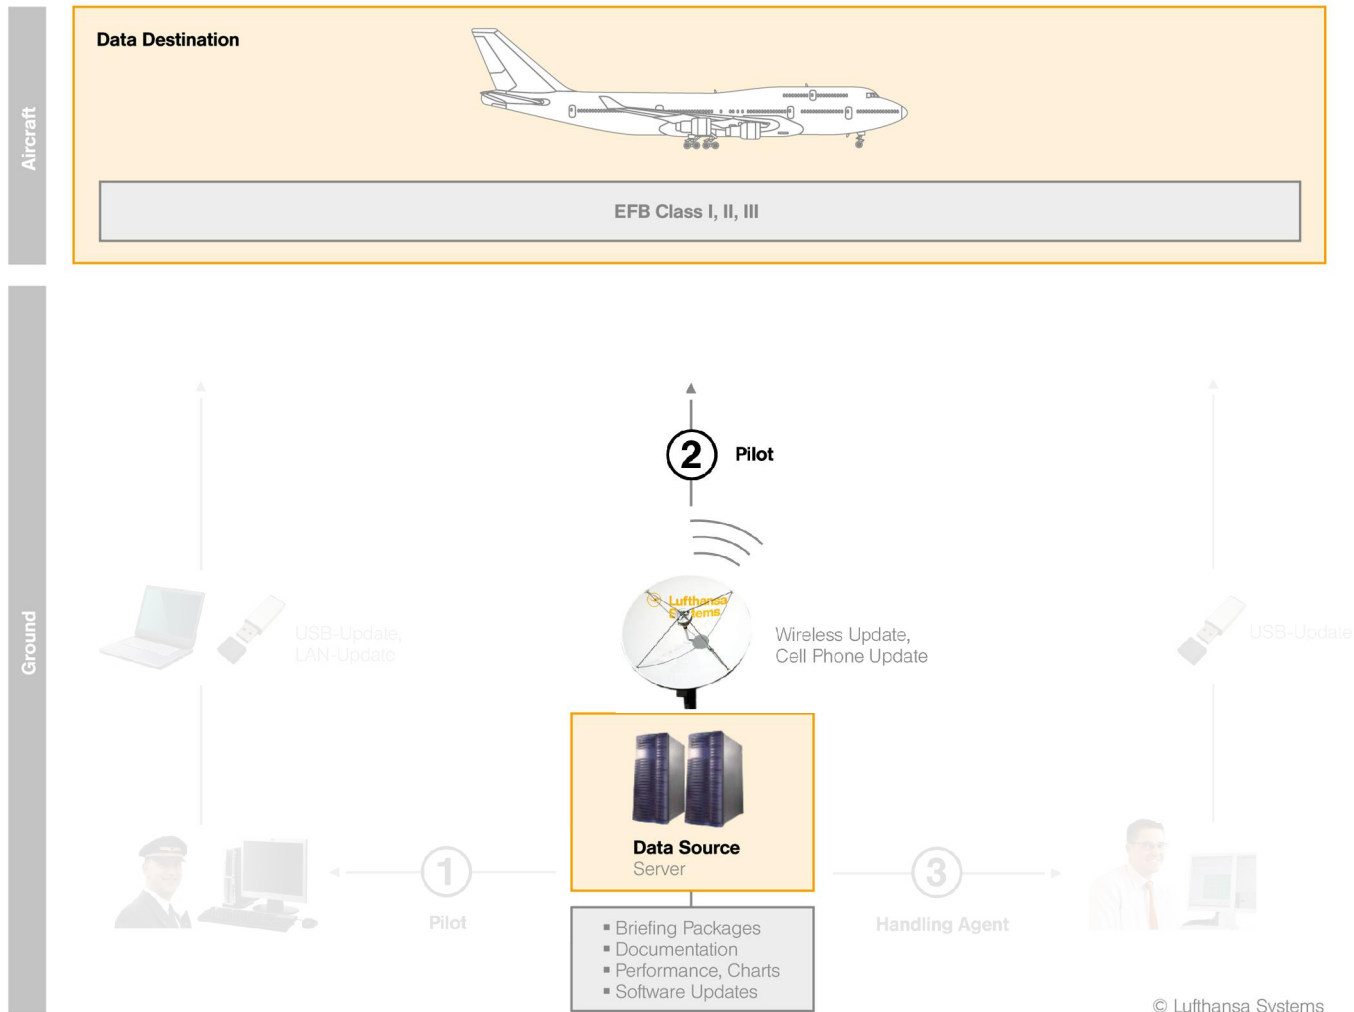 Data Destination
Aircraft
EFB Class I, II, III
2
Pilot
Lufthansa
Systems
Ground
USB-Update,
LAN-Update
Wireless Update,
Cell Phone Update
USB-Update
Data Source
Server
1
Pilot
3
Handling Agent
▪ Briefing Packages
▪ Documentation
▪ Performance, Charts
▪ Software Updates
© Lufthansa Systems